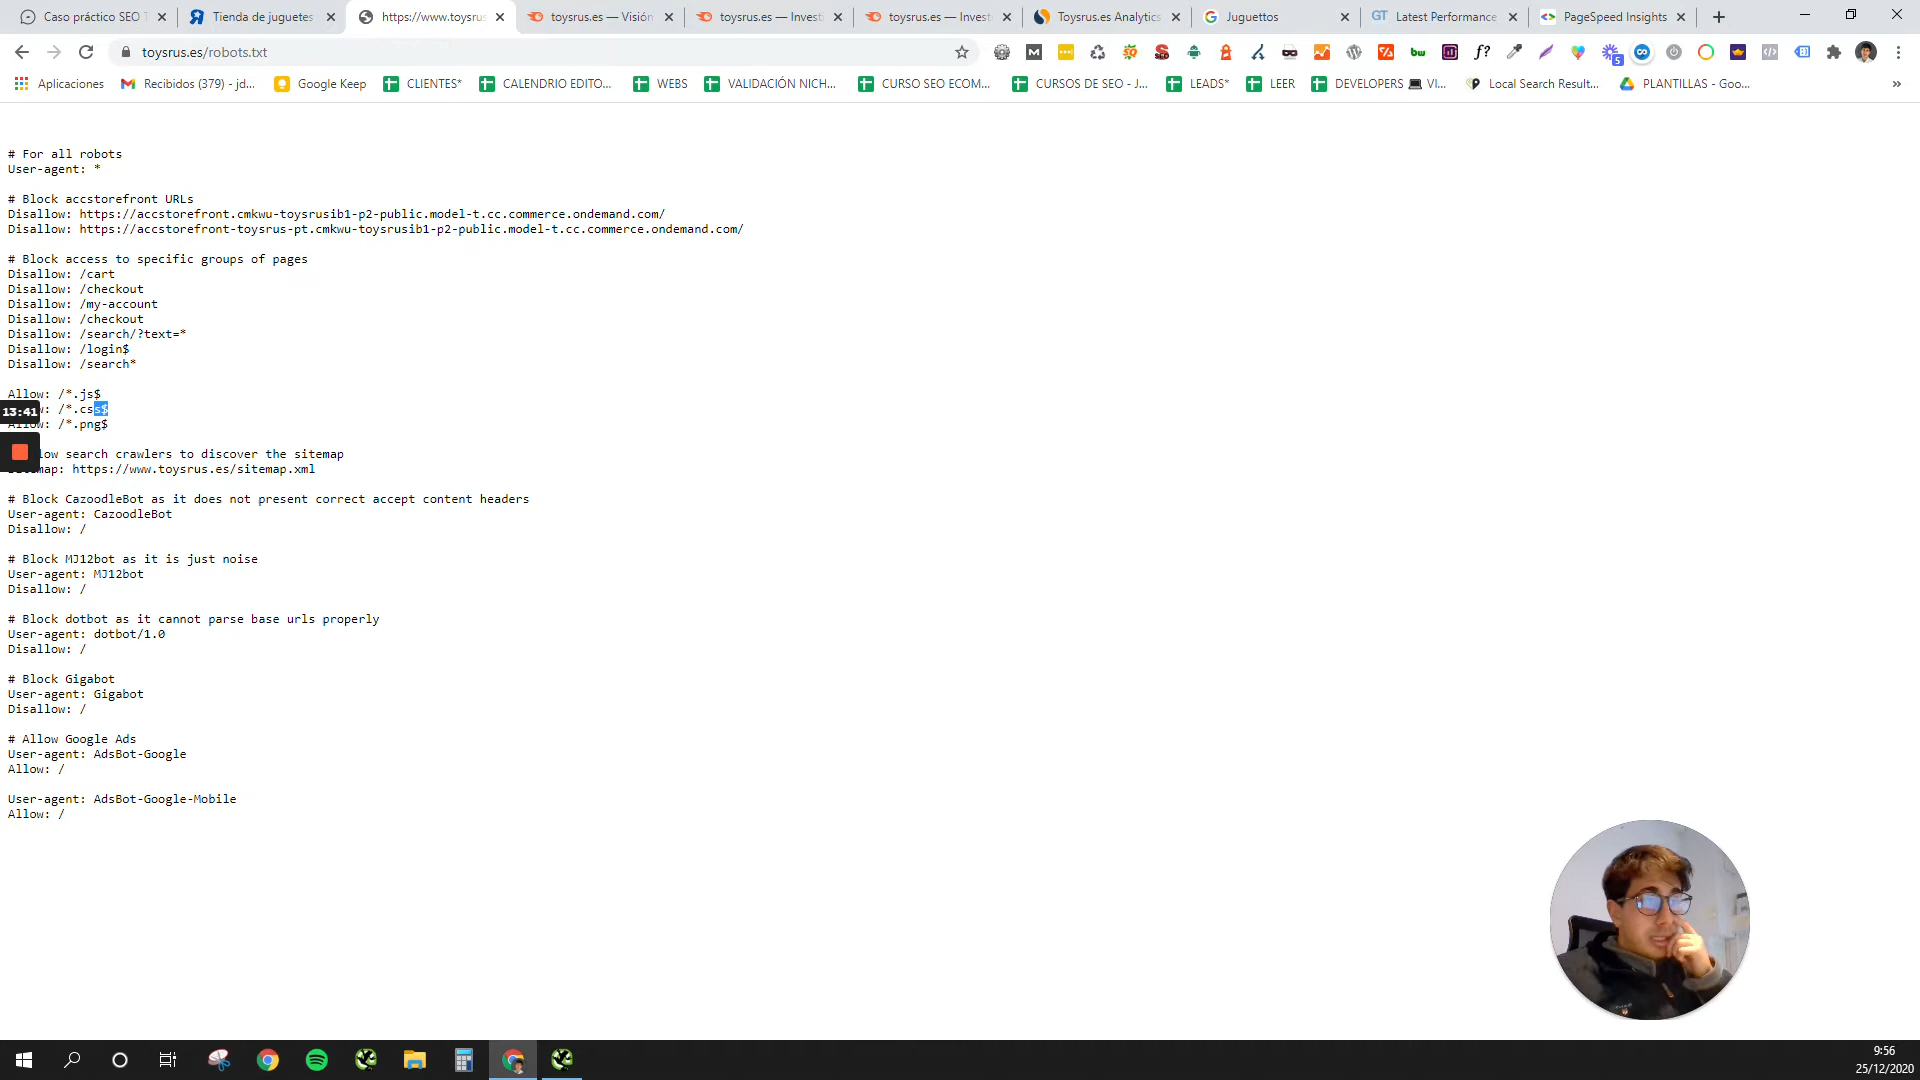 Caso práctico SEO T
Tienda de juguetes
https://www.toysrus
toysrus.es — Visión
toysrus.es — Investi
toysrus.es — Investi
Toysrus.es Analytics
Juguettos
GT
Latest Performance
PageSpeed Insights
toysrus.es/robots.txt
Aplicaciones
Recibidos (379) - jd...
Google Keep
CLIENTES*
CALENDRIO EDITO...
WEBS
VALIDACIÓN NICH...
CURSO SEO ECOM...
CURSOS DE SEO - J...
LEADS*
LEER
DEVELOPERS VI...
Local Search Result...
PLANTILLAS - Goo...
# For all robots
User-agent: *
# Block accstorefront URLs
Disallow: https://accstorefront.cmkwu-toysrusib1-p2-public.model-t.cc.commerce.ondemand.com/
Disallow: https://accstorefront-toysrus-pt.cmkwu-toysrusib1-p2-public.model-t.cc.commerce.ondemand.com/
# Block access to specific groups of pages
Disallow: /cart
Disallow: /checkout
Disallow: /my-account
Disallow: /checkout
Disallow: /search/?text=*
Disallow: /login$
Disallow: /search*
Allow: /*.js$
13:41 w: /*.css$
Allow: /*.png$
low search crawlers to discover the sitemap
map: https://www.toysrus.es/sitemap.xml
# Block CazoodleBot as it does not present correct accept content headers
User-agent: CazoodleBot
Disallow: /
# Block MJ12bot as it is just noise
User-agent: MJ12bot
Disallow: /
# Block dotbot as it cannot parse base urls properly
User-agent: dotbot/1.0
Disallow: /
# Block Gigabot
User-agent: Gigabot
Disallow: /
# Allow Google Ads
User-agent: AdsBot-Google
Allow: /
User-agent: AdsBot-Google-Mobile
Allow: /
9:56
25/12/2020